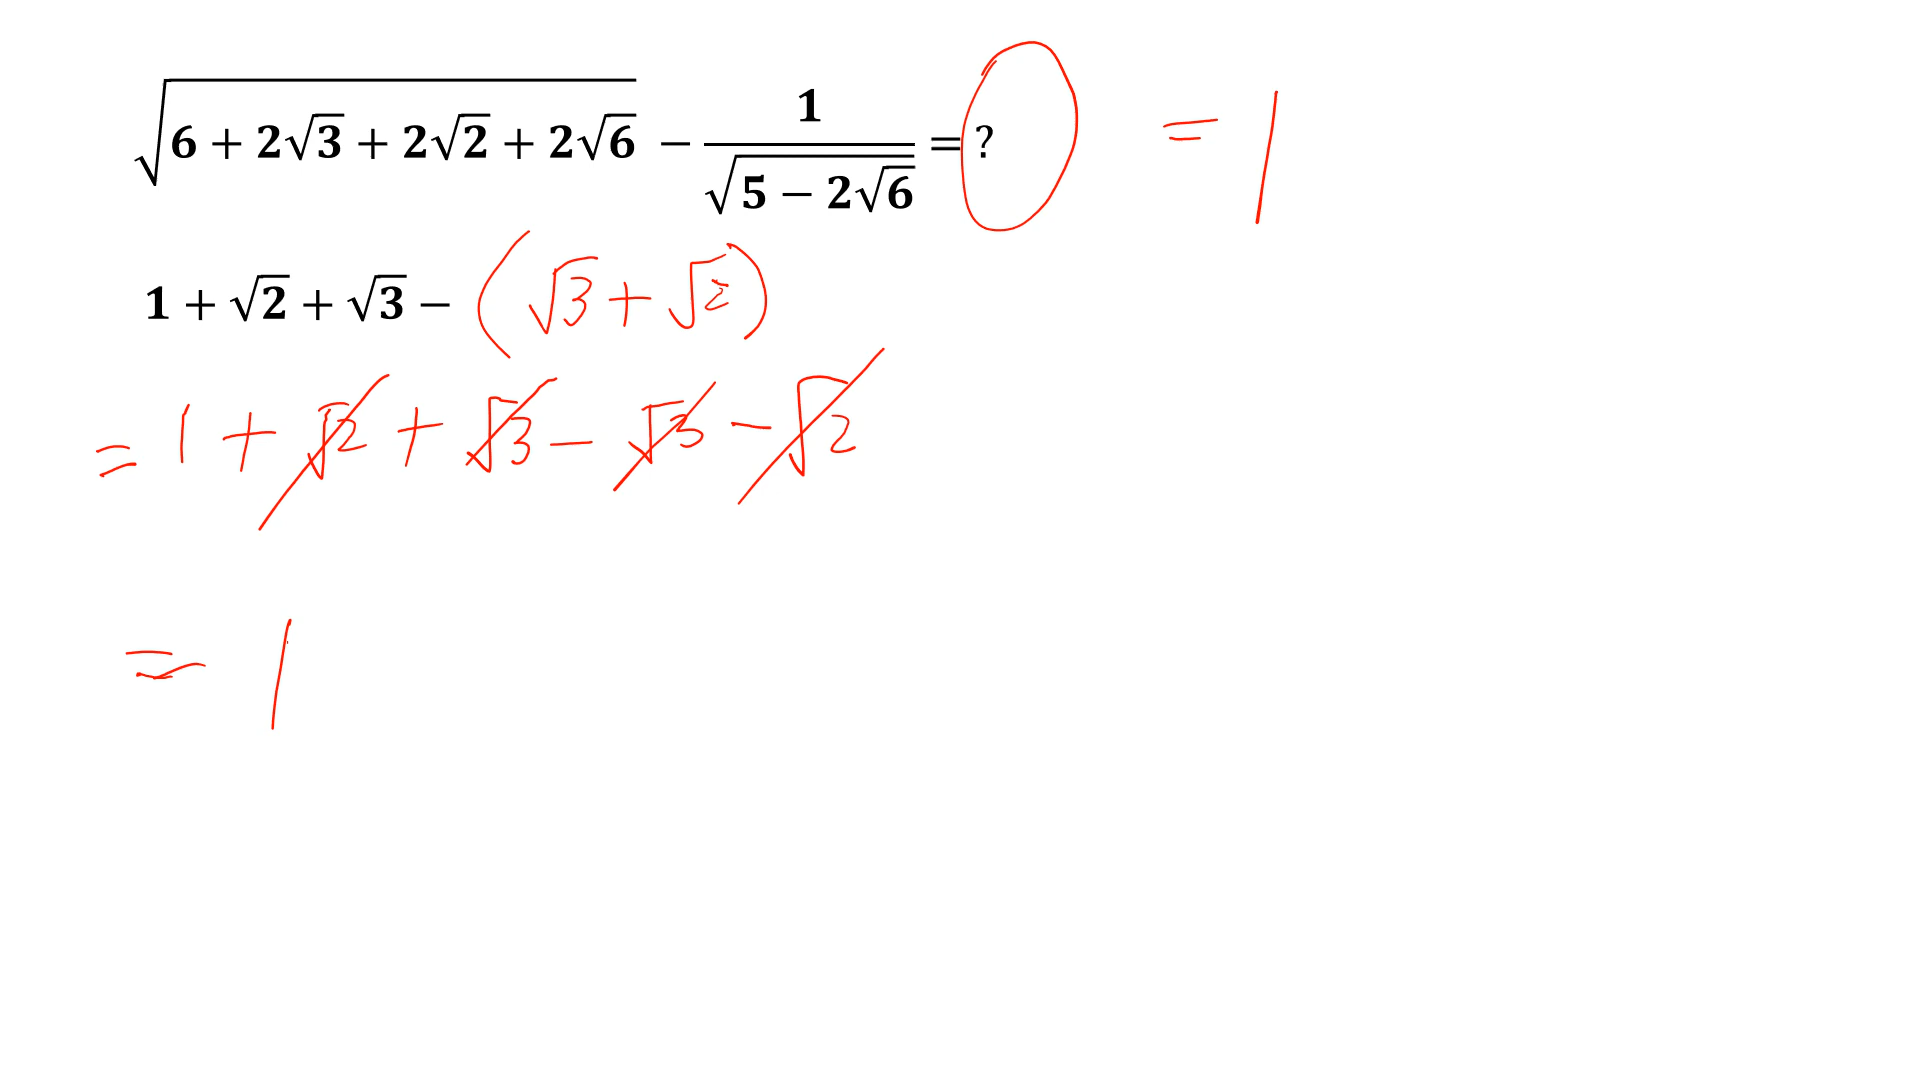 √(6 + 2√3 + 2√2 + 2√6) − 1/√(5 − 2√6) = ? = 1
1 + √2 + √3 − (√3 + √2)
= 1 + √2 + √3 − √3 − √2
= 1